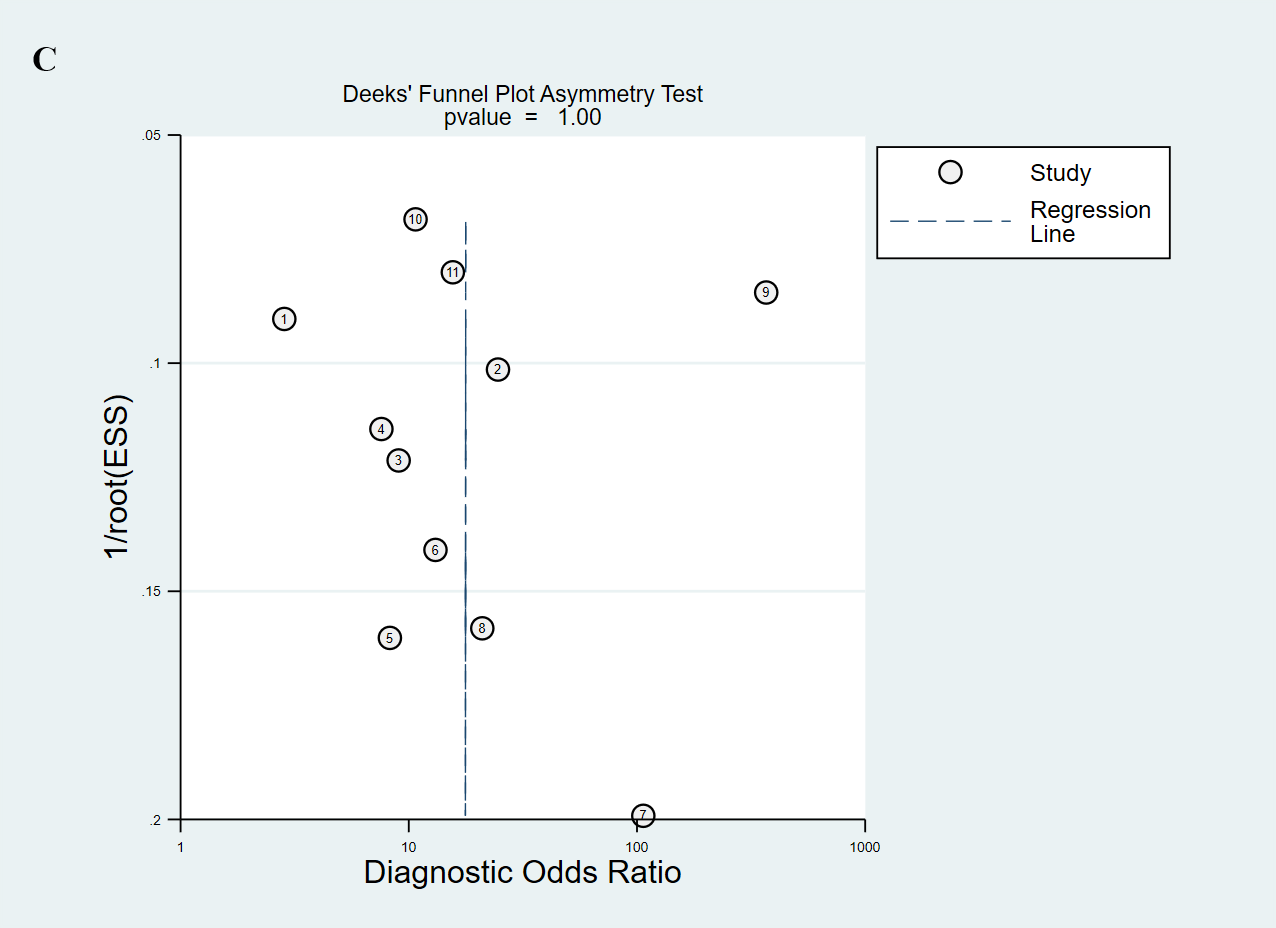 C
Deeks' Funnel Plot Asymmetry Test
pvalue = 1.00
.05
.1
.15
.2
1/root(ESS)
10
11
9
1
2
4
3
6
8
5
7
1
10
100
1000
Diagnostic Odds Ratio
Study
Regression
Line